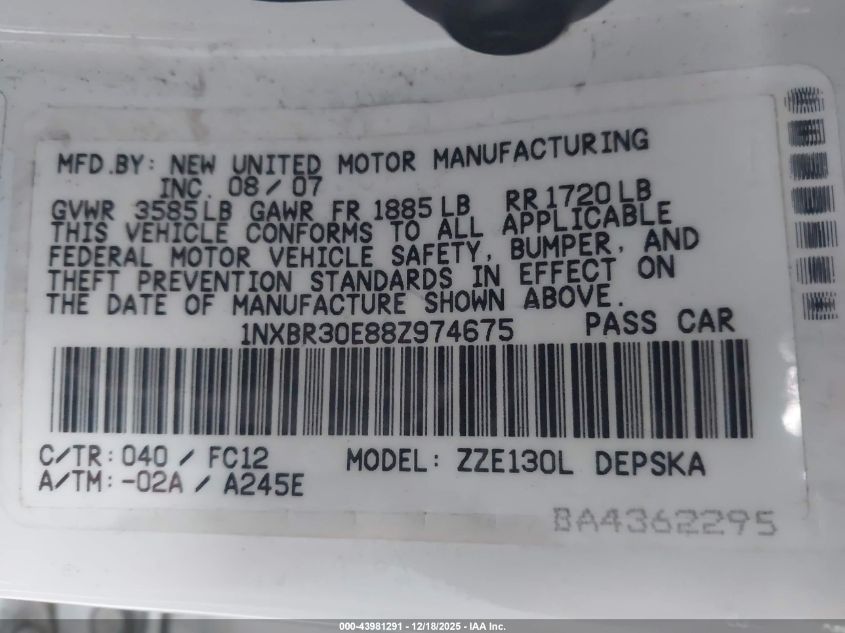 MFD.BY: NEW UNITED MOTOR MANUFACTURING
INC. 08/07
GVWR 3585LB GAWR FR 1885LB RR1720LB
THIS VEHICLE CONFORMS TO ALL APPLICABLE
FEDERAL MOTOR VEHICLE SAFETY, BUMPER, AND
THEFT PREVENTION STANDARDS IN EFFECT ON
THE DATE OF MANUFACTURE SHOWN ABOVE.
1NXBR30E88Z974675 PASS CAR
C/TR: 040 / FC12 MODEL: ZZE130L DEPSKA
A/TM: -02A / A245E
BA4362295
000-43981291 - 12/18/2025 - IAA Inc.